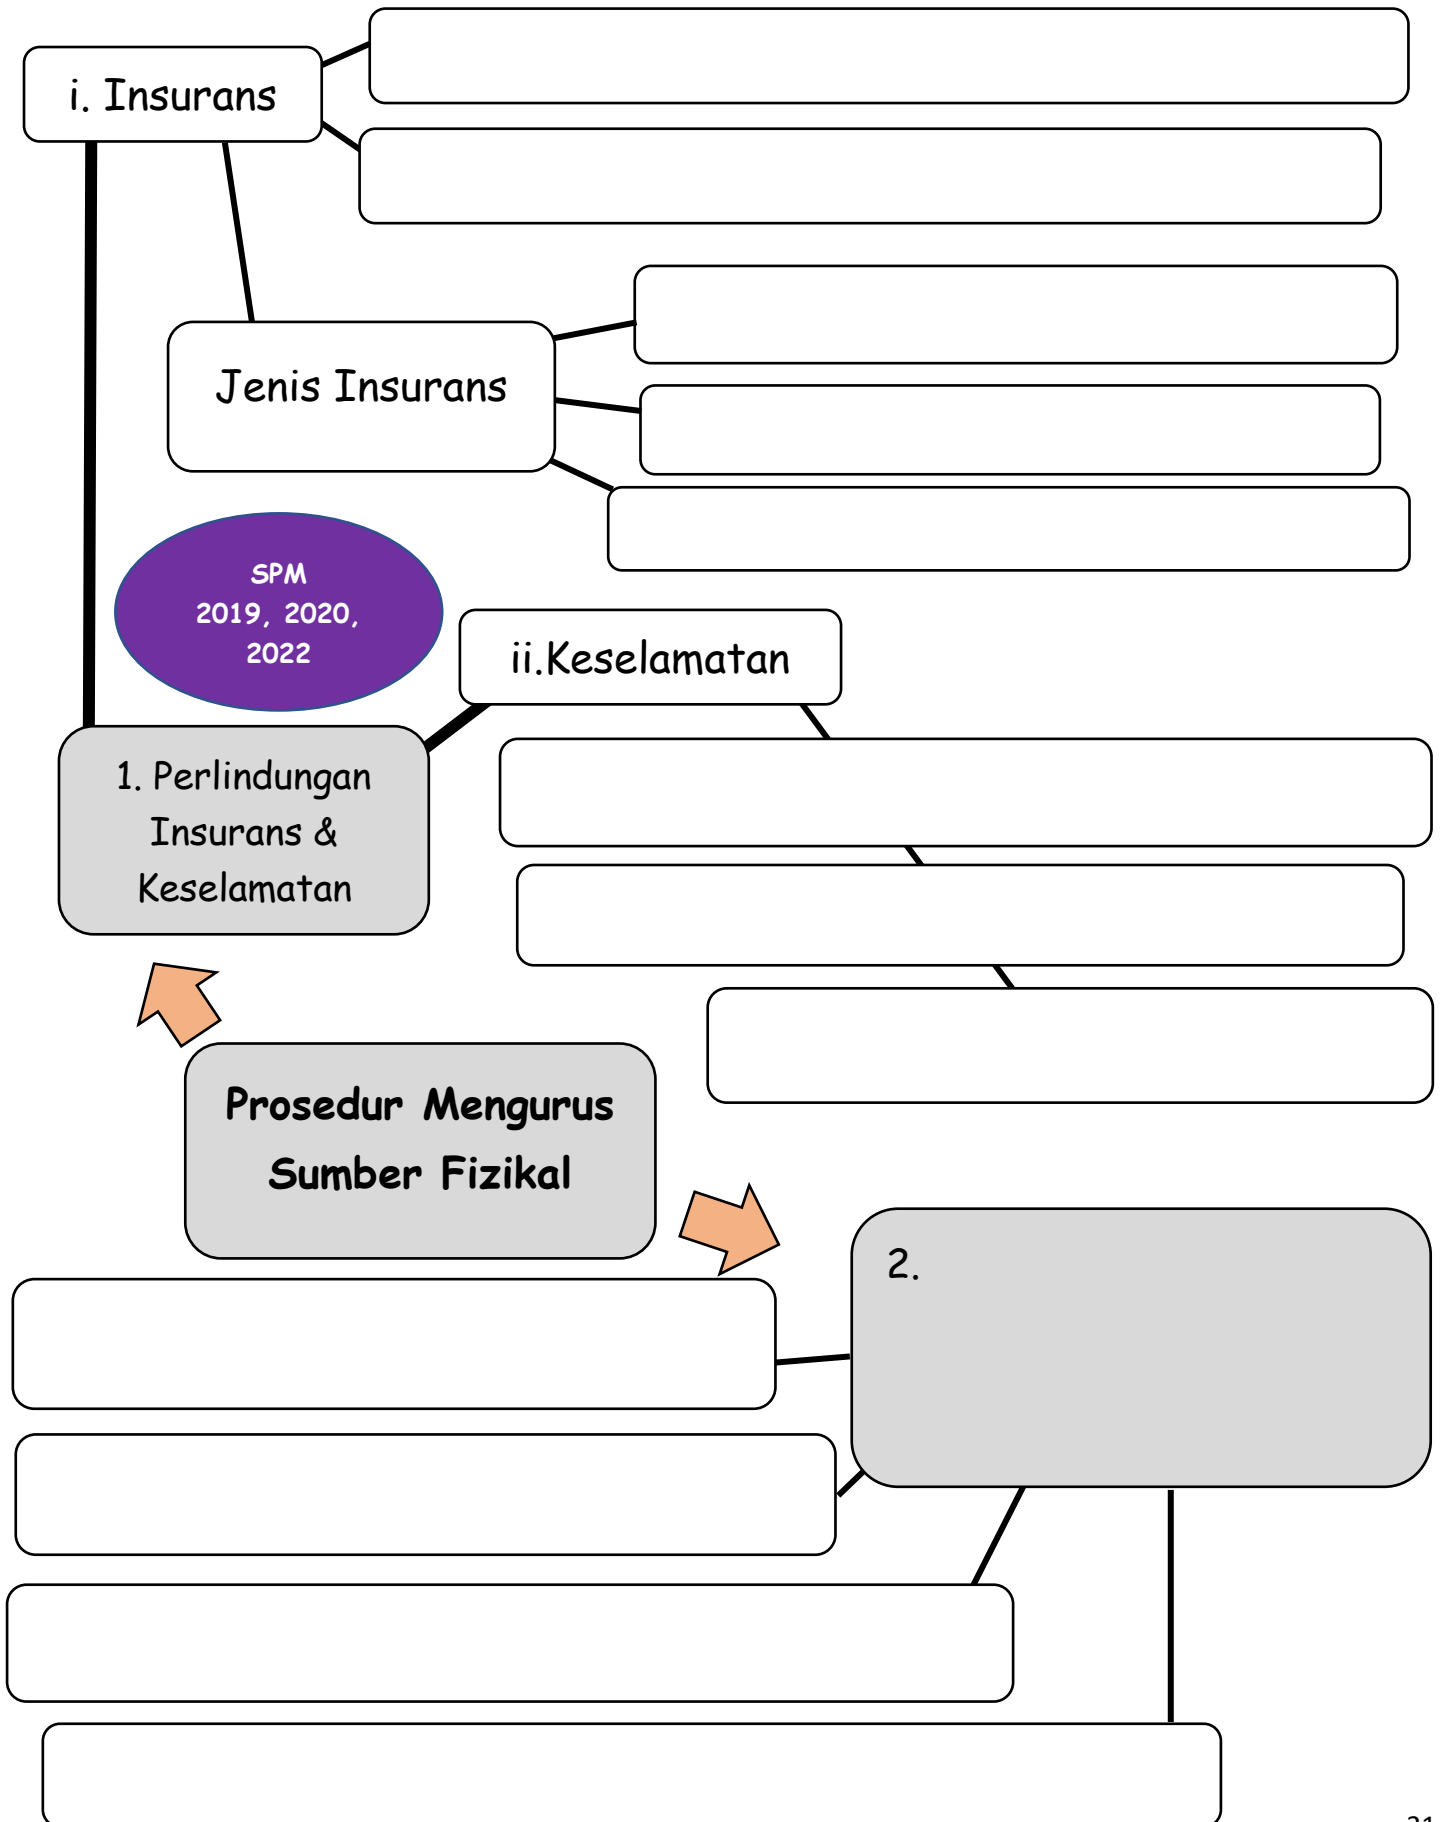 i. Insurans
Jenis Insurans
SPM
2019, 2020,
2022
ii.Keselamatan
1. Perlindungan
Insurans &
Keselamatan
Prosedur Mengurus
Sumber Fizikal
2.